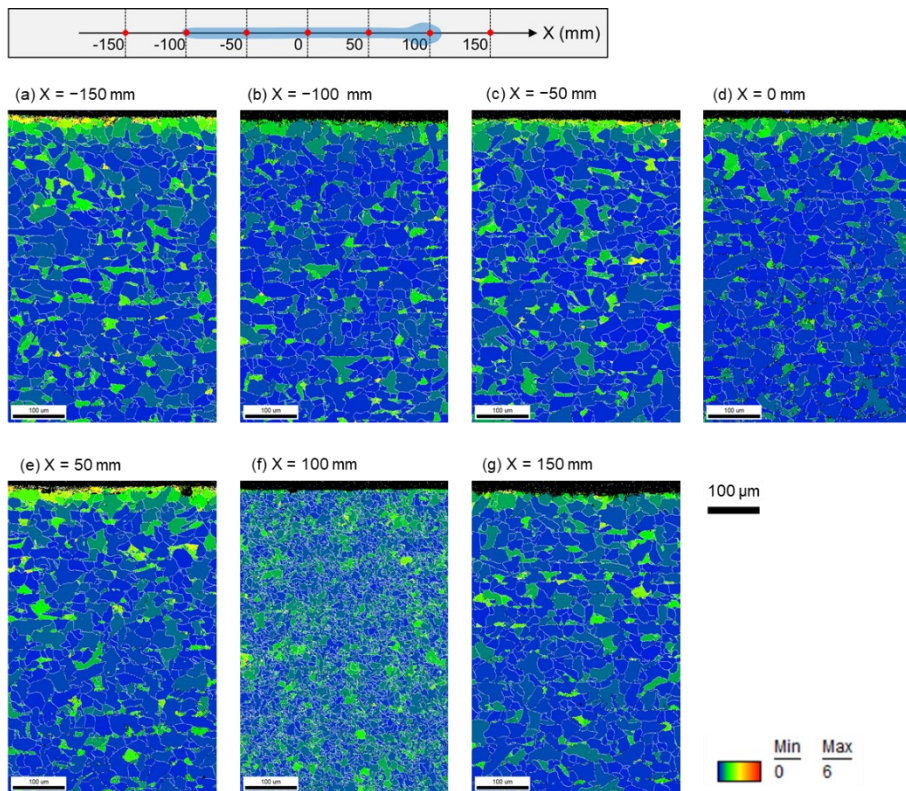 X (mm)
-150 -100 -50 0 50 100 150
(a) X = −150 mm
(b) X = −100 mm
(c) X = −50 mm
(d) X = 0 mm
100 um
100 um
100 um
100 um
(e) X = 50 mm
(f) X = 100 mm
(g) X = 150 mm
100 µm
100 um
100 um
100 um
Min Max
0 6